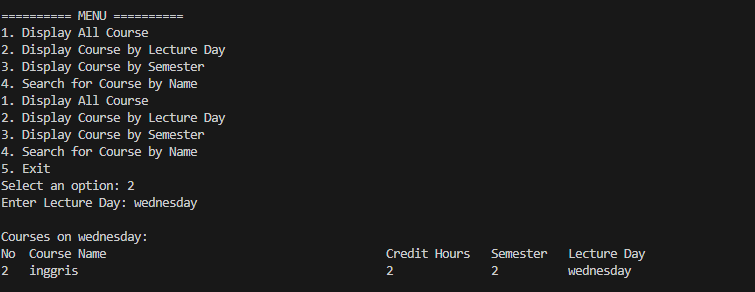 ========== MENU ==========
1. Display All Course
2. Display Course by Lecture Day
3. Display Course by Semester
4. Search for Course by Name
1. Display All Course
2. Display Course by Lecture Day
3. Display Course by Semester
4. Search for Course by Name
5. Exit
Select an option: 2
Enter Lecture Day: wednesday

Courses on wednesday:
No  Course Name                                        Credit Hours   Semester   Lecture Day
2   inggris                                            2              2          wednesday